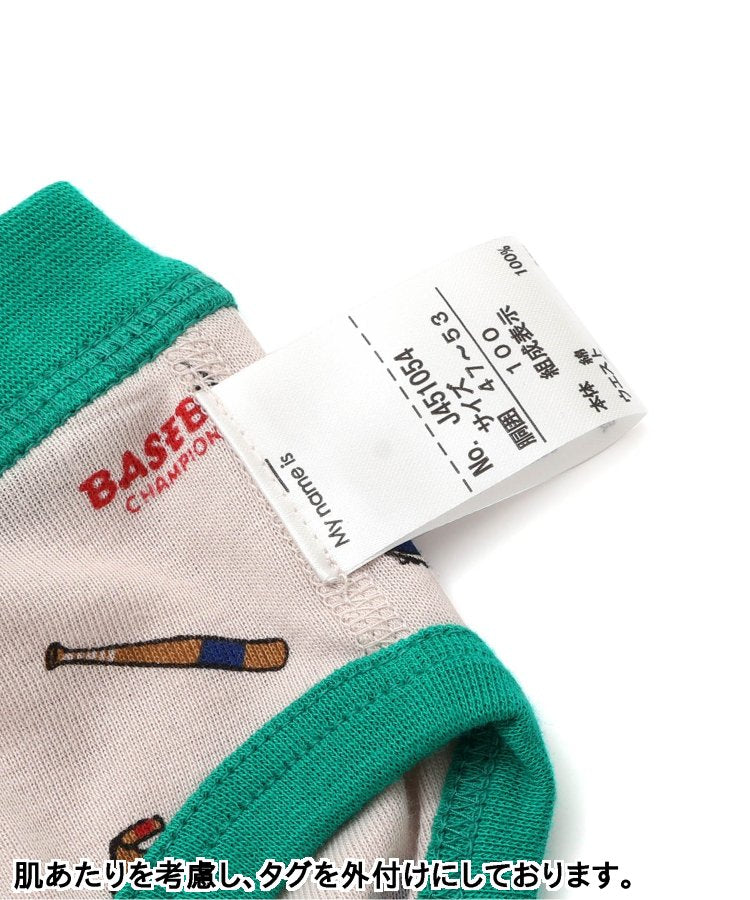 BASEB
CHAMPION
My name is
J451054
No. サイズ
胴囲 47〜53
100
組成表示
本体 綿 100%
ウエスト
肌あたりを考慮し、タグを外付けにしております。